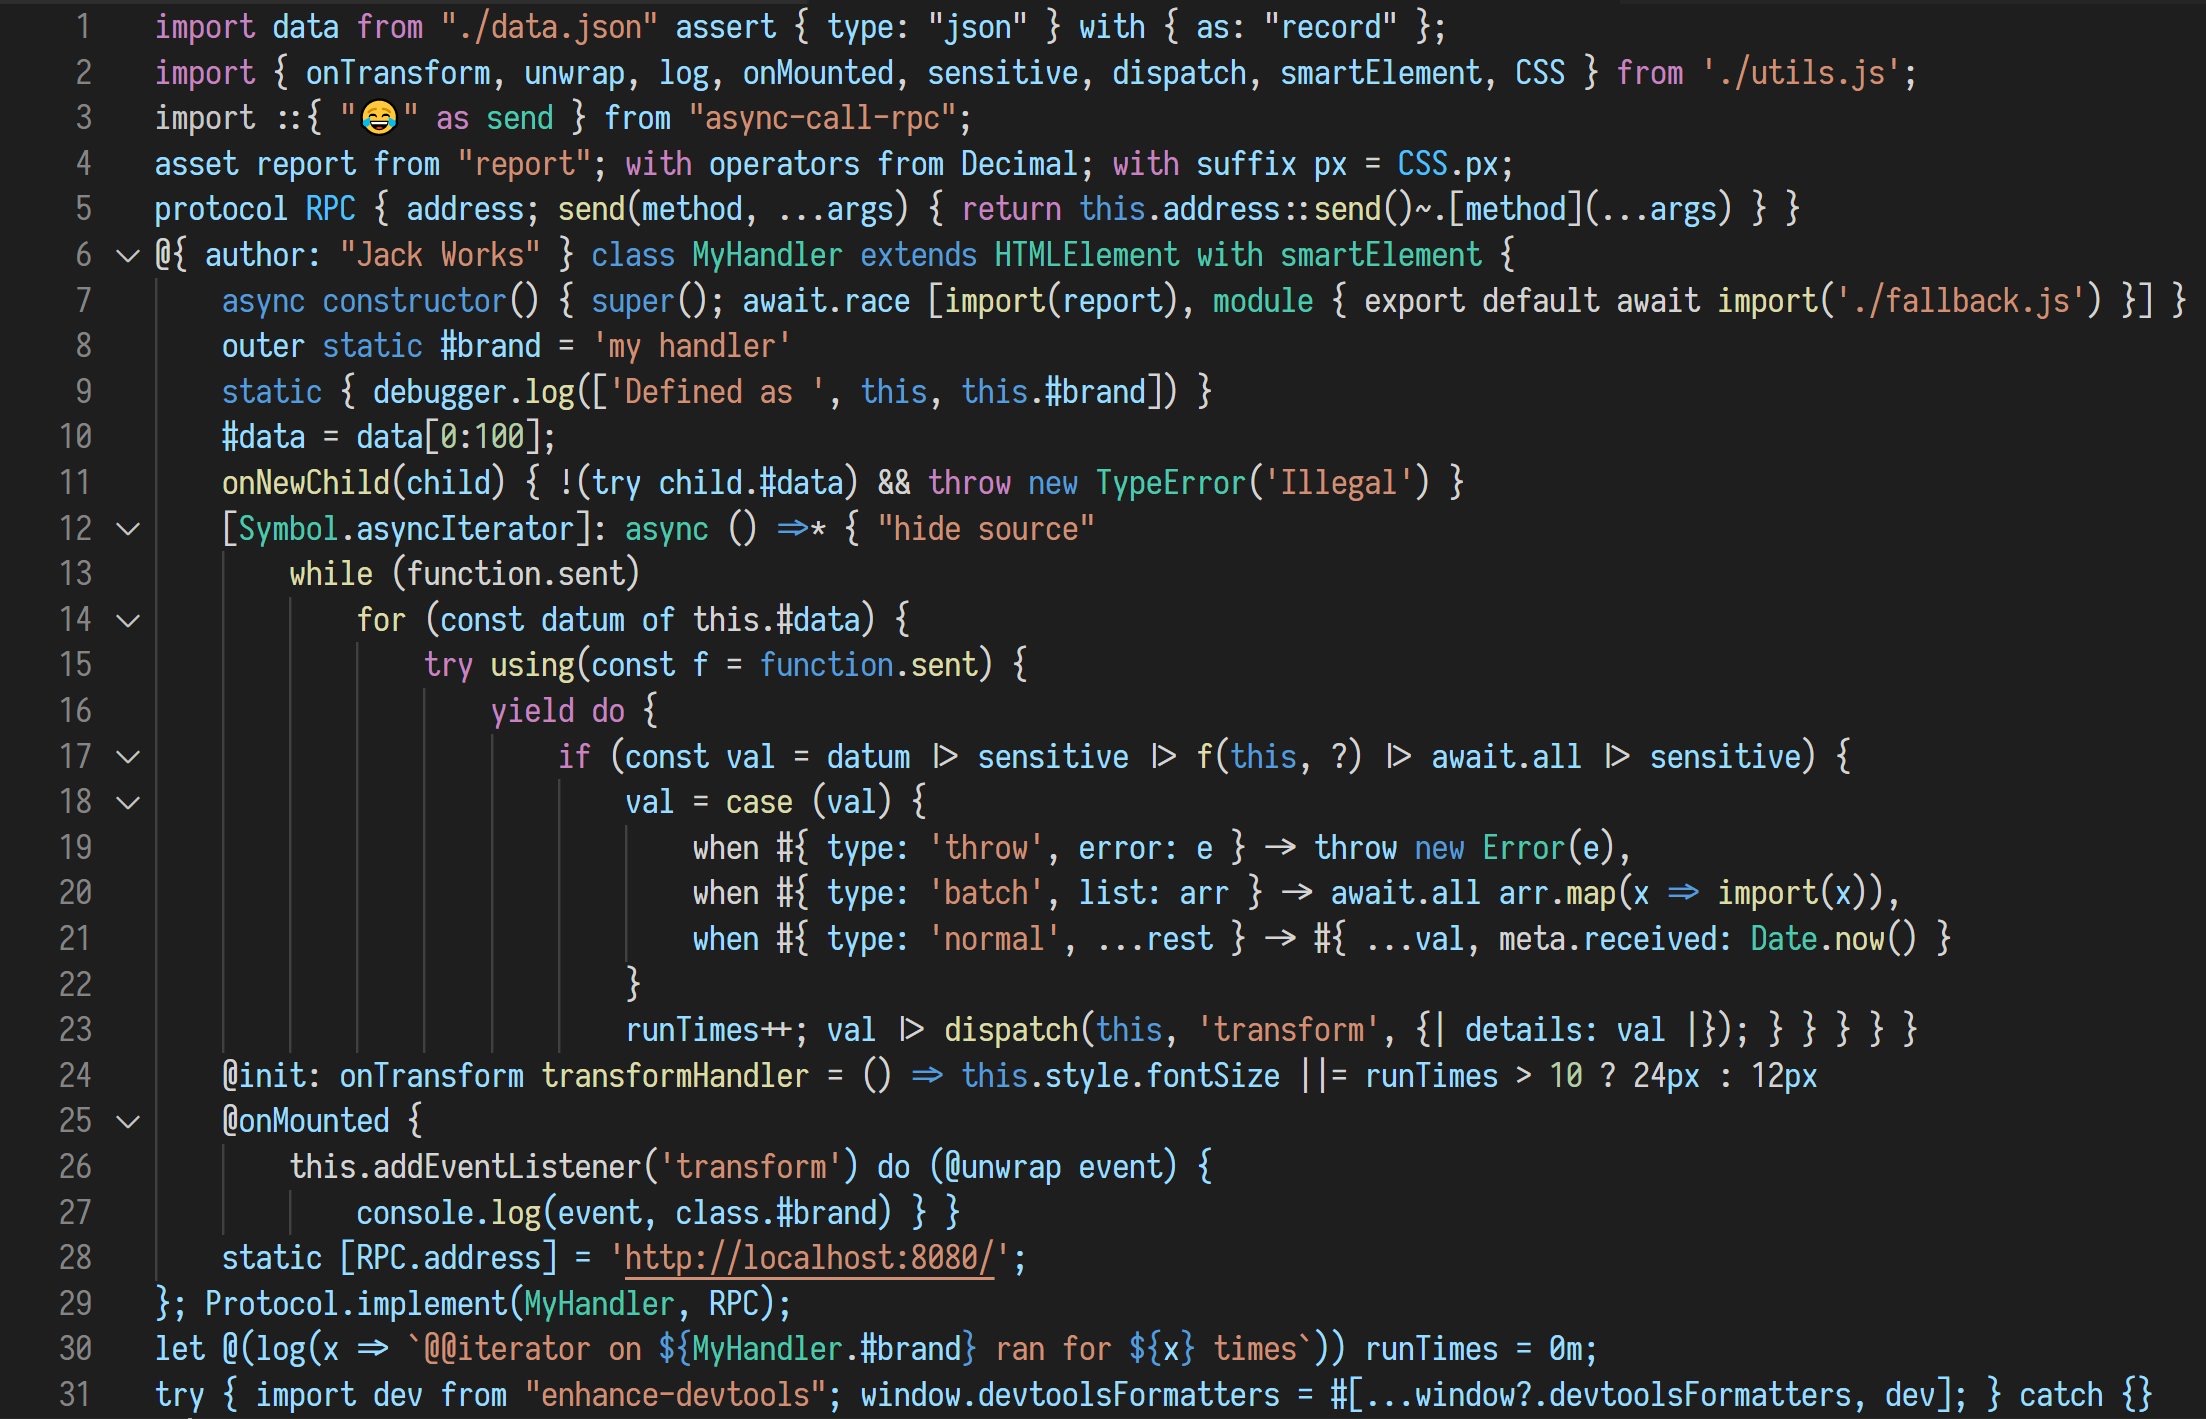 1 import data from "./data.json" assert { type: "json" } with { as: "record" };
2 import { onTransform, unwrap, log, onMounted, sensitive, dispatch, smartElement, CSS } from './utils.js';
3 import ::{ "😂" as send } from "async-call-rpc";
4 asset report from "report"; with operators from Decimal; with suffix px = CSS.px;
5 protocol RPC { address; send(method, ...args) { return this.address::send()~.[method](...args) } }
6 @{ author: "Jack Works" } class MyHandler extends HTMLElement with smartElement {
7 async constructor() { super(); await.race [import(report), module { export default await import('./fallback.js') }] }
8 outer static #brand = 'my handler'
9 static { debugger.log(['Defined as ', this, this.#brand]) }
10 #data = data[0:100];
11 onNewChild(child) { !(try child.#data) && throw new TypeError('Illegal') }
12 [Symbol.asyncIterator]: async () =>* { "hide source"
13 while (function.sent)
14 for (const datum of this.#data) {
15 try using(const f = function.sent) {
16 yield do {
17 if (const val = datum |> sensitive |> f(this, ?) |> await.all |> sensitive) {
18 val = case (val) {
19 when #{ type: 'throw', error: e } -> throw new Error(e),
20 when #{ type: 'batch', list: arr } -> await.all arr.map(x => import(x)),
21 when #{ type: 'normal', ...rest } -> #{ ...val, meta.received: Date.now() }
22 }
23 runTimes++; val |> dispatch(this, 'transform', {| details: val |}); } } } } }
24 @init: onTransform transformHandler = () => this.style.fontSize ||= runTimes > 10 ? 24px : 12px
25 @onMounted {
26 this.addEventListener('transform') do (@unwrap event) {
27 console.log(event, class.#brand) } }
28 static [RPC.address] = 'http://localhost:8080/';
29 }; Protocol.implement(MyHandler, RPC);
30 let @(log(x => `@@iterator on ${MyHandler.#brand} ran for ${x} times`)) runTimes = 0m;
31 try { import dev from "enhance-devtools"; window.devtoolsFormatters = #[...window?.devtoolsFormatters, dev]; } catch {}